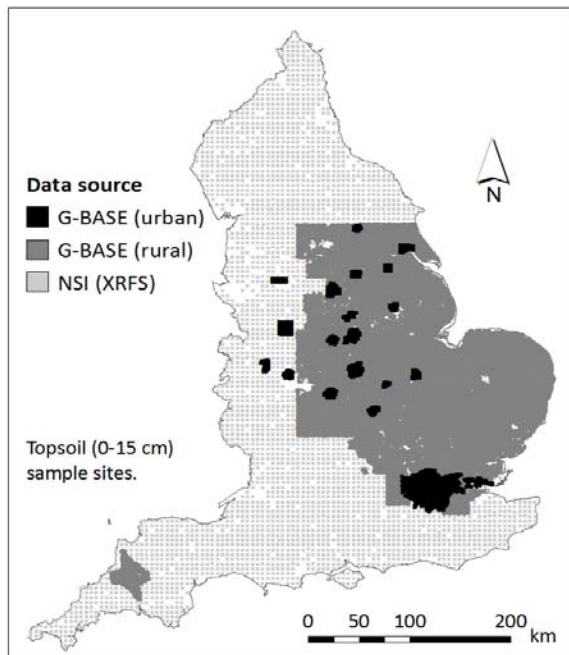 N
Data source
G-BASE (urban)
G-BASE (rural)
NSI (XRFS)
Topsoil (0-15 cm)
sample sites.
0 50 100 200
km